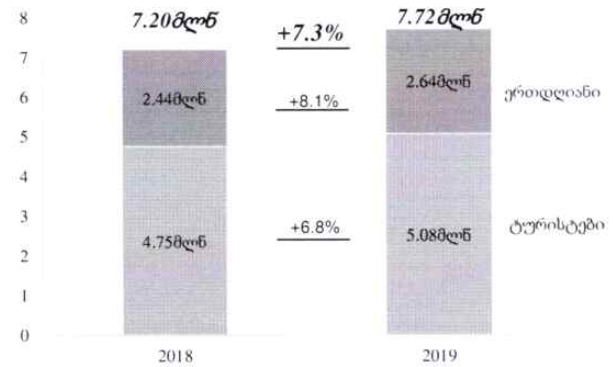 8
7.20მლნ
+7.3%
7.72მლნ
7
2.44მლნ
+8.1%
2.64მლნ
ერთდღიანი
6
5
4
3
4.75მლნ
+6.8%
5.08მლნ
ტურისტები
2
1
0
2018
2019